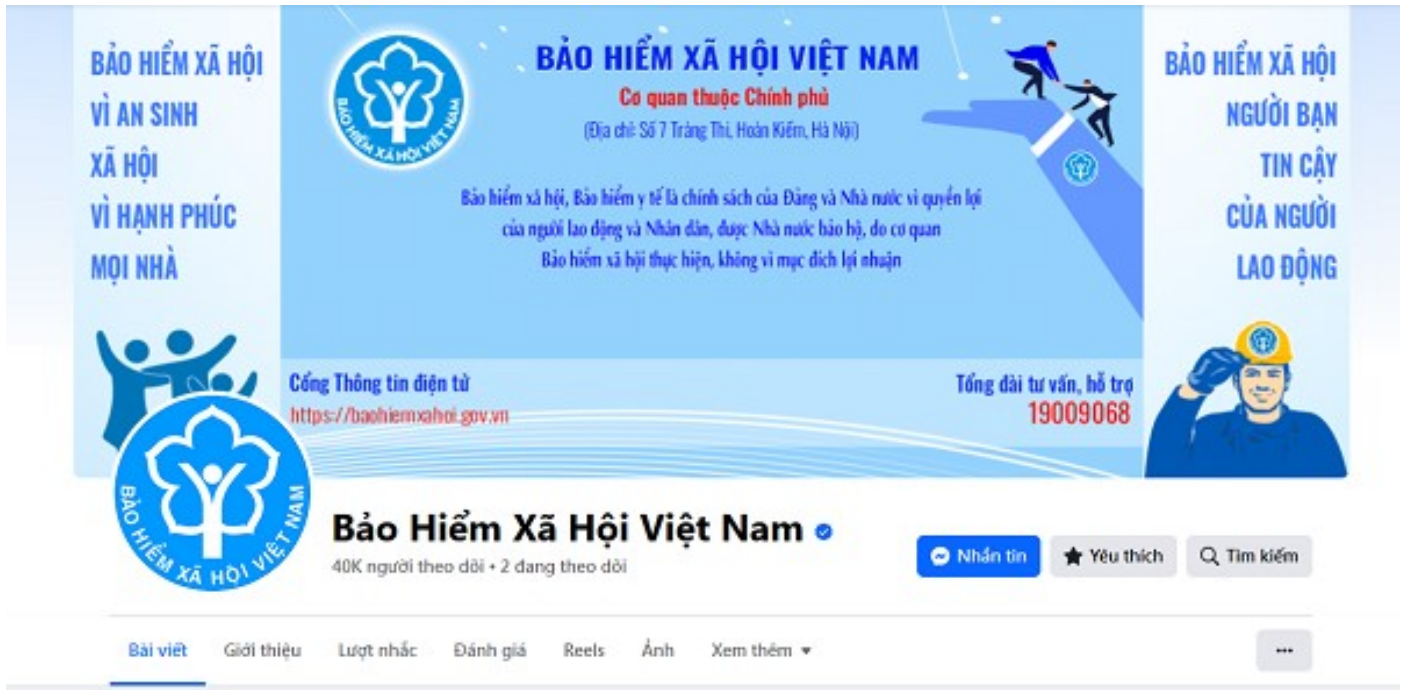 BẢO HIỂM XÃ HỘI
VÌ AN SINH
XÃ HỘI
VÌ HẠNH PHÚC
MỌI NHÀ
BẢO HIỂM XÃ HỘI VIỆT NAM
BẢO HIỂM XÃ HỘI VIỆT NAM
Cơ quan thuộc Chính phủ
(Địa chỉ: Số 7 Tràng Thi, Hoàn Kiếm, Hà Nội)
Bảo hiểm xã hội, Bảo hiểm y tế là chính sách của Đảng và Nhà nước vì quyền lợi
của người lao động và Nhân dân, được Nhà nước bảo hộ, do cơ quan
Bảo hiểm xã hội thực hiện, không vì mục đích lợi nhuận
Cổng Thông tin điện tử
https://baohiemxahoi.gov.vn
Tổng đài tư vấn, hỗ trợ
19009068
BẢO HIỂM XÃ HỘI
NGƯỜI BẠN
TIN CẬY
CỦA NGƯỜI
LAO ĐỘNG
BẢO HIỂM XÃ HỘI VIỆT NAM
Bảo Hiểm Xã Hội Việt Nam
40K người theo dõi • 2 đang theo dõi
Nhắn tin
Yêu thích
Tìm kiếm
Bài viết Giới thiệu Lượt nhắc Đánh giá Reels Ảnh Xem thêm